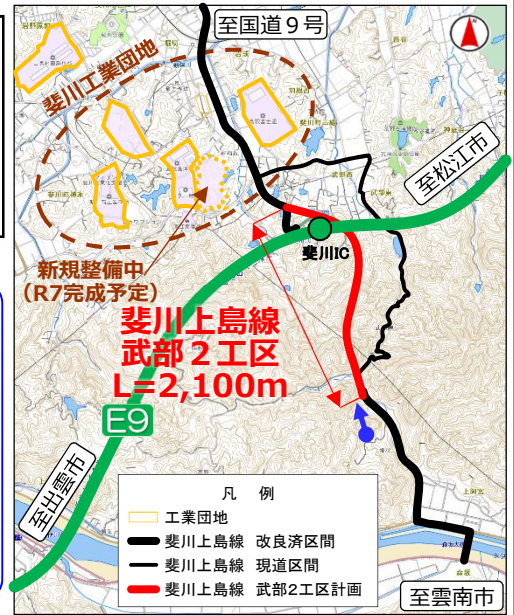 至国道９号
斐川工業団地
至松江市
斐川IC
新規整備中
（R7完成予定）
斐川上島線
武部２工区
L=2,100m
E9
至出雲市
凡　例
工業団地
斐川上島線　改良済区間
斐川上島線　現道区間
斐川上島線　武部2工区計画
至雲南市